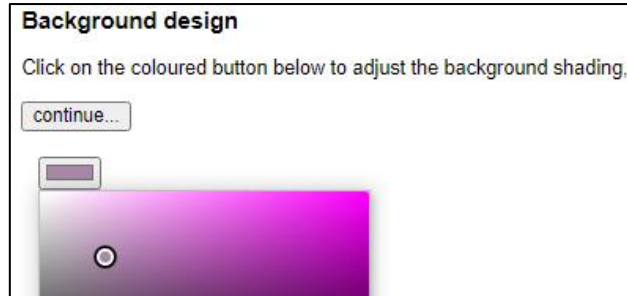 Background design
Click on the coloured button below to adjust the background shading,
continue...